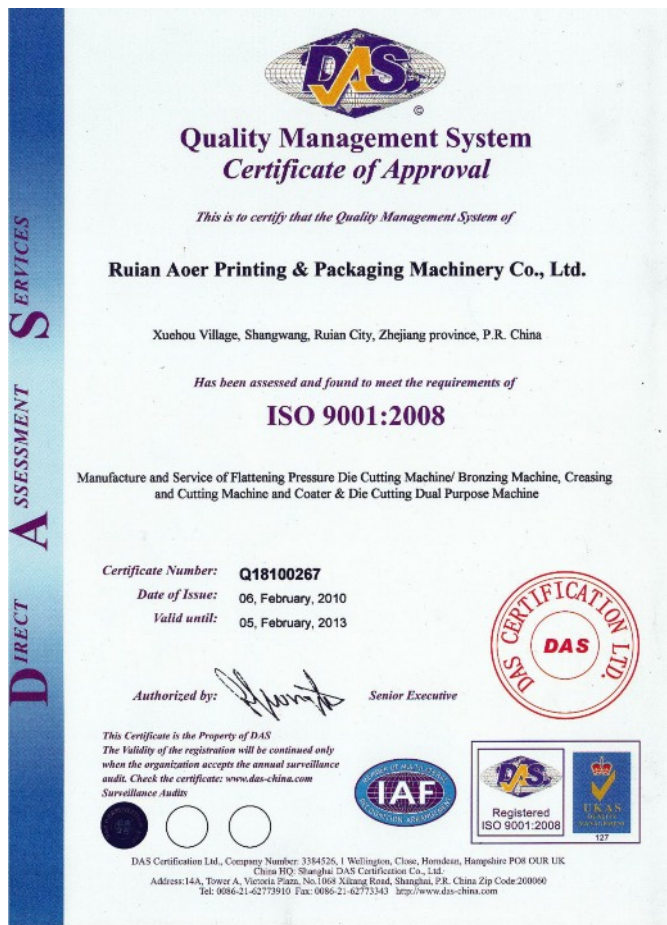 DAS
©
Quality Management System
Certificate of Approval
This is to certify that the Quality Management System of
Ruian Aoer Printing & Packaging Machinery Co., Ltd.
Xuehou Village, Shangwang, Ruian City, Zhejiang province, P.R. China
Has been assessed and found to meet the requirements of
ISO 9001:2008
Manufacture and Service of Flattening Pressure Die Cutting Machine/ Bronzing Machine, Creasing
and Cutting Machine and Coater & Die Cutting Dual Purpose Machine
DIRECT ASSESSMENT SERVICES
Certificate Number: Q18100267
Date of Issue: 06, February, 2010
Valid until: 05, February, 2013
DAS CERTIFICATION LTD.
DAS
Authorized by:
Senior Executive
This Certificate is the Property of DAS
The Validity of the registration will be continued only
when the organization accepts the annual surveillance
audit. Check the certificate: www.das-china.com
Surveillance Audits
MEMBER OF MULTILATERAL
IAF
RECOGNITION ARRANGEMENT
DAS
Registered
ISO 9001:2008
UKAS
QUALITY
MANAGEMENT
127
DAS Certification Ltd., Company Number: 3384526, 1 Wellington, Close, Horndean, Hampshire PO8 OUR UK
China HQ: Shanghai DAS Certification Co., Ltd.
Address:14A, Tower A, Victoria Plaza, No.1068 Xikang Road, Shanghai, P.R. China Zip Code:200060
Tel: 0086-21-62773910 Fax: 0086-21-62773343 http://www.das-china.com